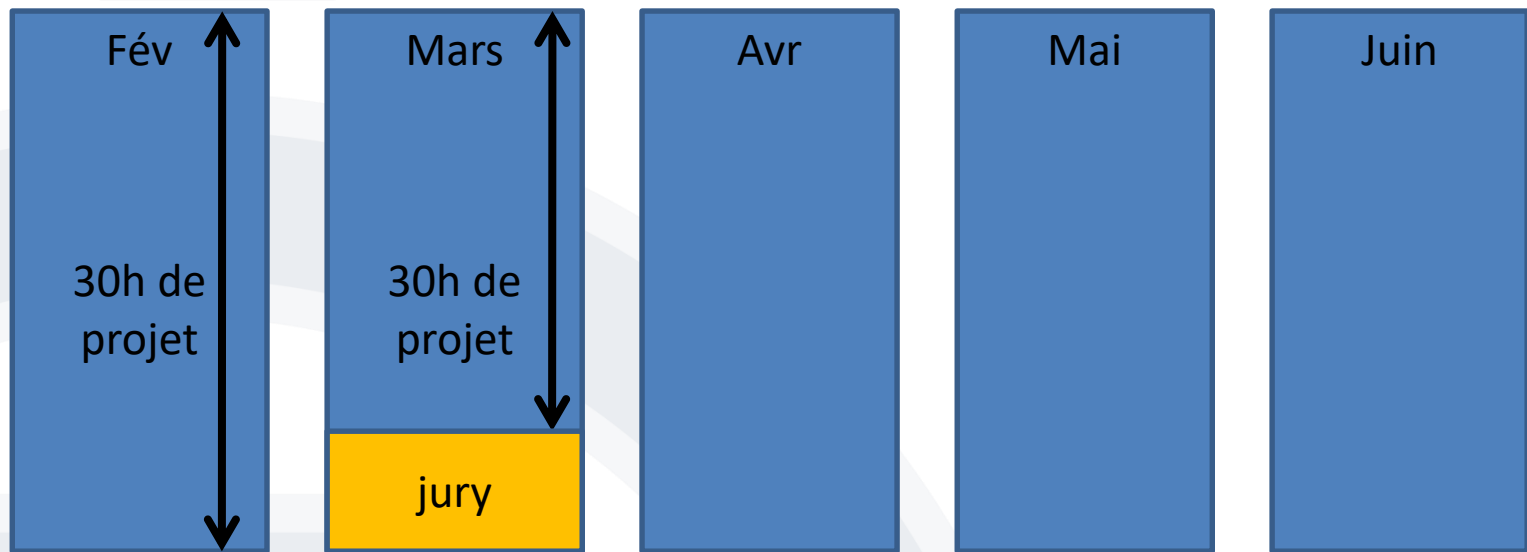 Fév
30h de
projet
Mars
30h de
projet
jury
Avr
Mai
Juin